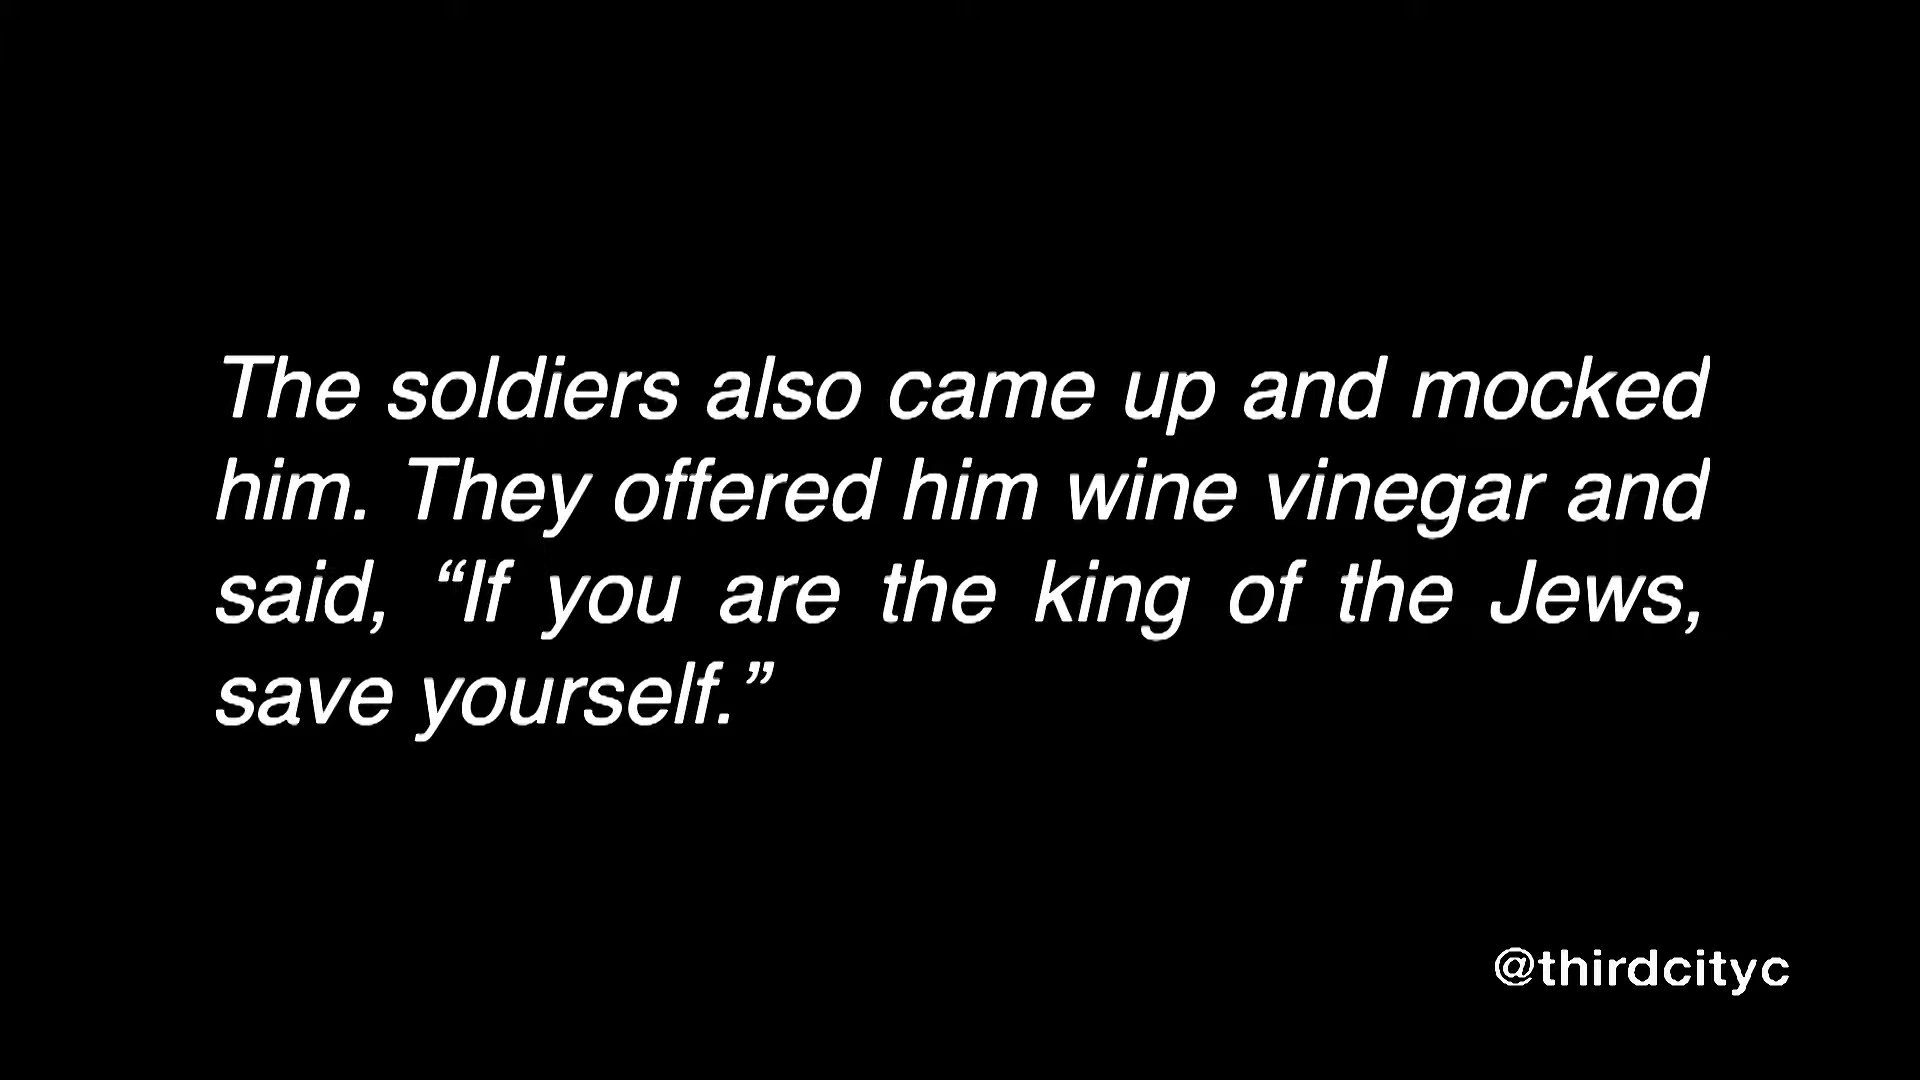 The soldiers also came up and mocked
him. They offered him wine vinegar and
said, “If you are the king of the Jews,
save yourself.”
@thirdcityc